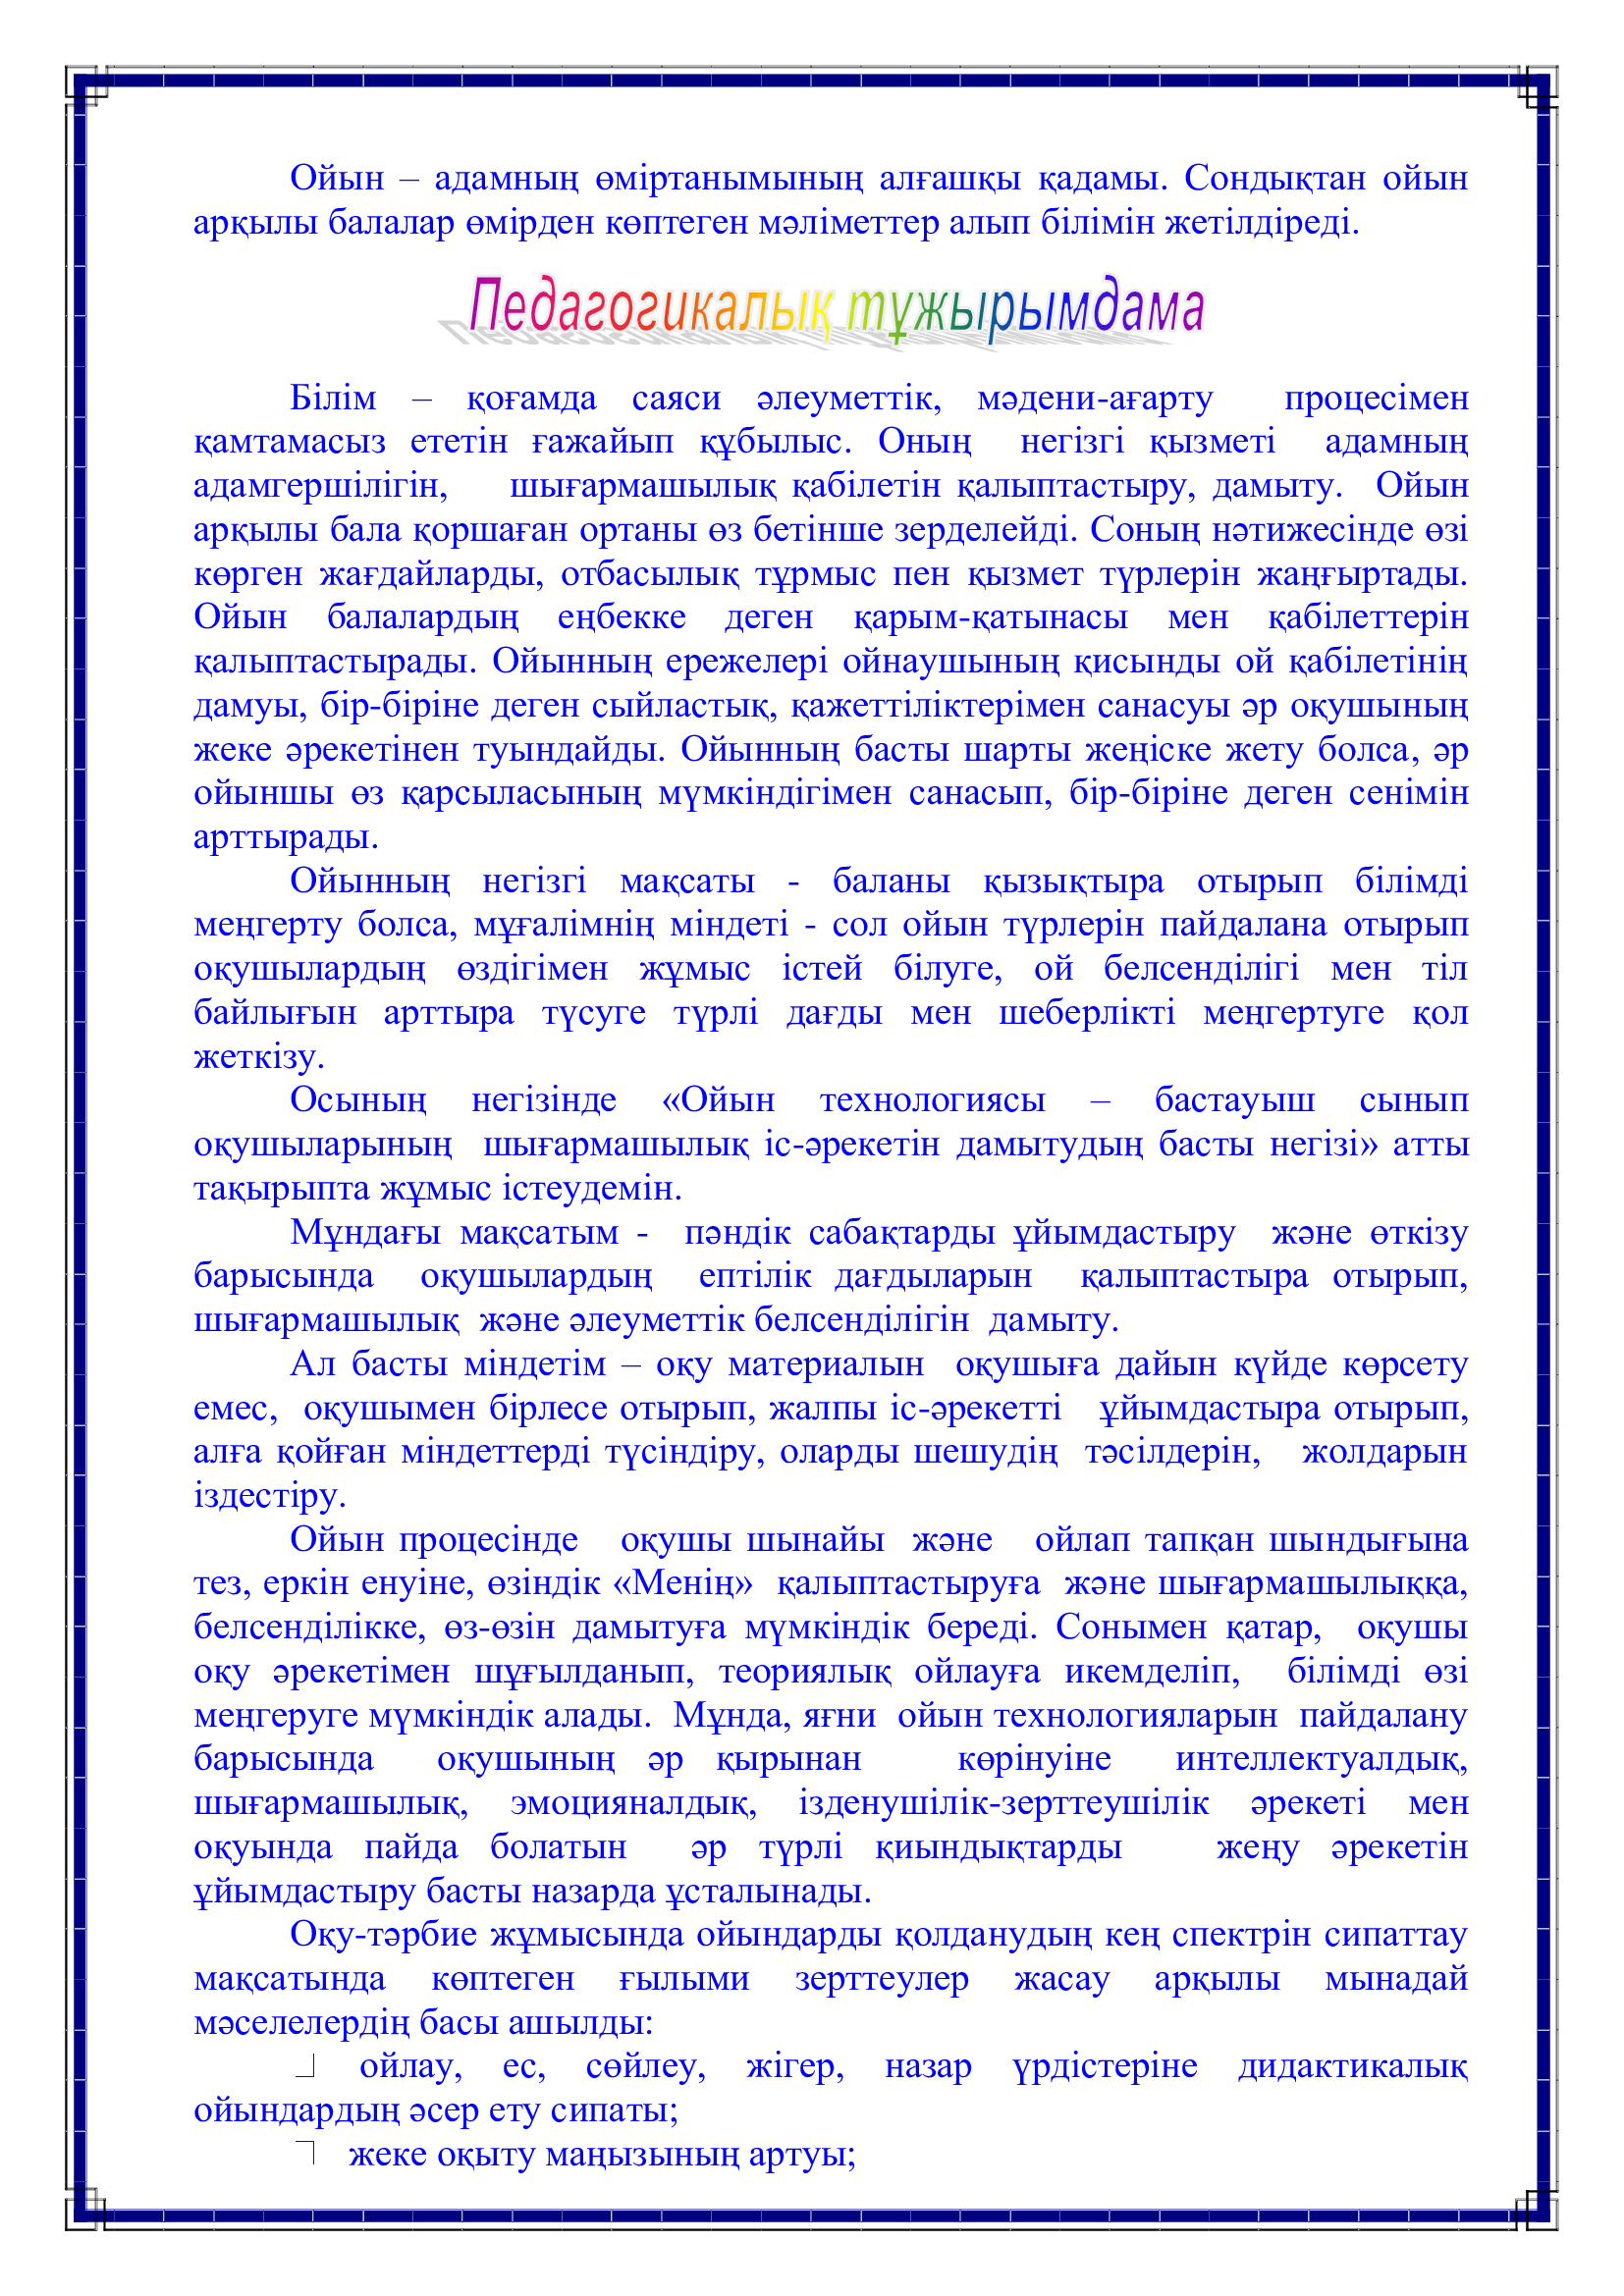 Ойын – адамның өміртанымының алғашқы қадамы. Сондықтан ойын
арқылы балалар өмірден көптеген мәліметтер алып білімін жетілдіреді.
Педагогикалық тұжырымдама
Білім – қоғамда саяси әлеуметтік, мәдени-ағарту процесімен
қамтамасыз ететін ғажайып құбылыс. Оның негізгі қызметі адамның
адамгершілігін, шығармашылық қабілетін қалыптастыру, дамыту. Ойын
арқылы бала қоршаған ортаны өз бетінше зерделейді. Соның нәтижесінде өзі
көрген жағдайларды, отбасылық тұрмыс пен қызмет түрлерін жаңғыртады.
Ойын балалардың еңбекке деген қарым-қатынасы мен қабілеттерін
қалыптастырады. Ойынның ережелері ойнаушының қисынды ой қабілетінің
дамуы, бір-біріне деген сыйластық, қажеттіліктерімен санасуы әр оқушының
жеке әрекетінен туындайды. Ойынның басты шарты жеңіске жету болса, әр
ойыншы өз қарсыласының мүмкіндігімен санасып, бір-біріне деген сенімін
арттырады.
Ойынның негізгі мақсаты - баланы қызықтыра отырып білімді
меңгерту болса, мұғалімнің міндеті - сол ойын түрлерін пайдалана отырып
оқушылардың өздігімен жұмыс істей білуге, ой белсенділігі мен тіл
байлығын арттыра түсуге түрлі дағды мен шеберлікті меңгертуге қол
жеткізу.
Осының негізінде «Ойын технологиясы – бастауыш сынып
оқушыларының шығармашылық іс-әрекетін дамытудың басты негізі» атты
тақырыпта жұмыс істеудемін.
Мұндағы мақсатым - пәндік сабақтарды ұйымдастыру және өткізу
барысында оқушылардың ептілік дағдыларын қалыптастыра отырып,
шығармашылық және әлеуметтік белсенділігін дамыту.
Ал басты міндетім – оқу материалын оқушыға дайын күйде көрсету
емес, оқушымен бірлесе отырып, жалпы іс-әрекетті ұйымдастыра отырып,
алға қойған міндеттерді түсіндіру, оларды шешудің тәсілдерін, жолдарын
іздестіру.
Ойын процесінде оқушы шынайы және ойлап тапқан шындығына
тез, еркін енуіне, өзіндік «Менің» қалыптастыруға және шығармашылыққа,
белсенділікке, өз-өзін дамытуға мүмкіндік береді. Сонымен қатар, оқушы
оқу әрекетімен шұғылданып, теориялық ойлауға икемделіп, білімді өзі
меңгеруге мүмкіндік алады. Мұнда, яғни ойын технологияларын пайдалану
барысында оқушының әр қырынан көрінуіне интеллектуалдық,
шығармашылық, эмоцияналдық, ізденушілік-зерттеушілік әрекеті мен
оқуында пайда болатын әр түрлі қиындықтарды жеңу әрекетін
ұйымдастыру басты назарда ұсталынады.
Оқу-тәрбие жұмысында ойындарды қолданудың кең спектрін сипаттау
мақсатында көптеген ғылыми зерттеулер жасау арқылы мынадай
мәселелердің басы ашылды:
ойлау, ес, сөйлеу, жігер, назар үрдістеріне дидактикалық
ойындардың әсер ету сипаты;
жеке оқыту маңызының артуы;